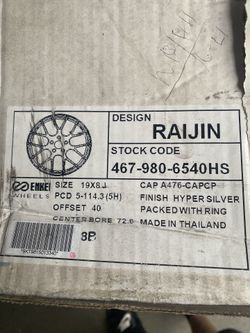 DESIGN
RAIJIN
STOCK CODE
467-980-6540HS
ENKEI
WHEELS
SIZE 19X8J
PCD 5-114.3 (5H)
OFFSET 40
CENTER BORE 72.6
CAP A476-CAPCP
FINISH HYPER SILVER
PACKED WITH RING
MADE IN THAILAND